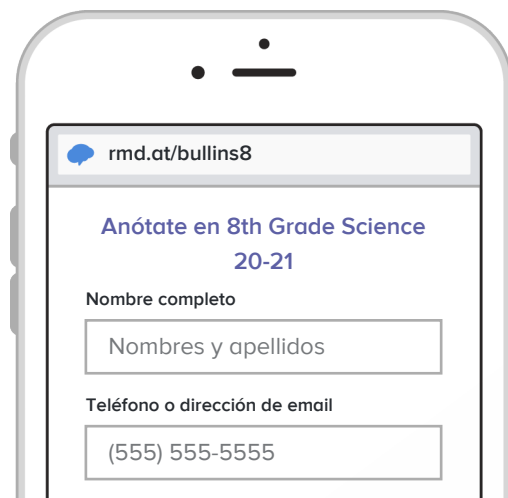 rmd.at/bullins8
Anótate en 8th Grade Science
20-21
Nombre completo
Nombres y apellidos
Teléfono o dirección de email
(555) 555-5555